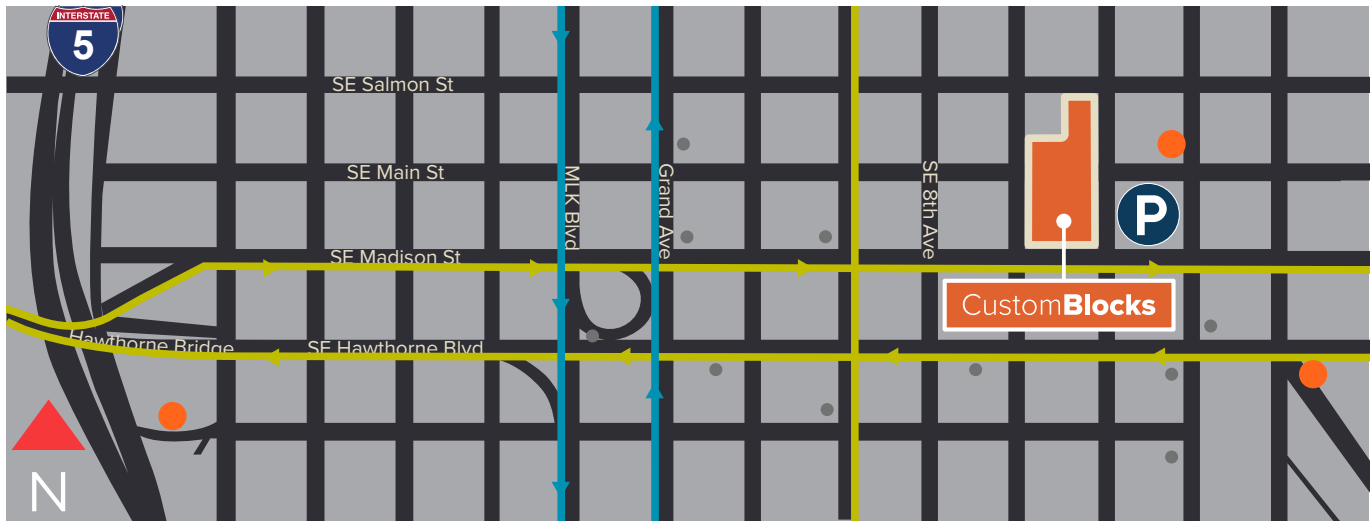 INTERSTATE
5
SE Salmon St
SE Main St
MLK Blvd
Grand Ave
SE 8th Ave
P
SE Madison St
CustomBlocks
Hawthorne Bridge
SE Hawthorne Blvd
N